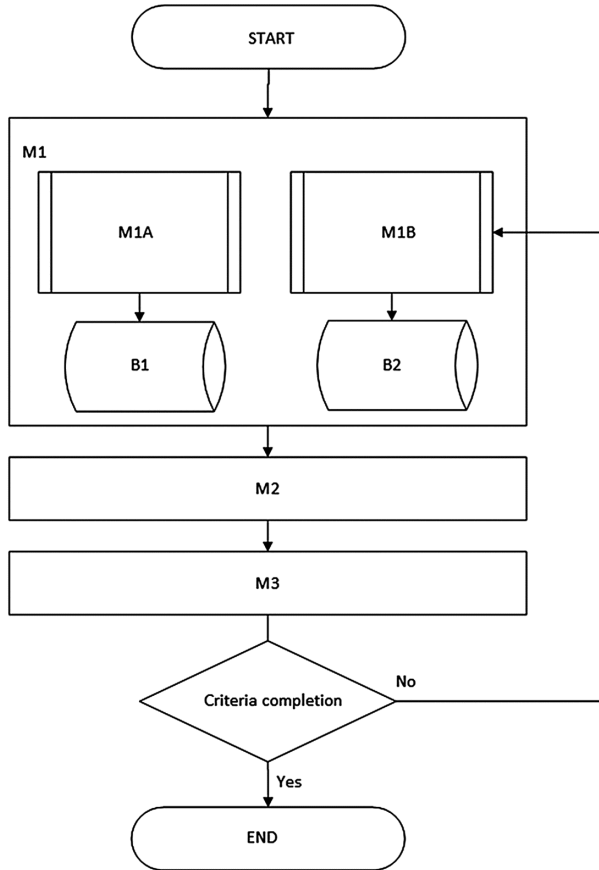 START
M1
M1A
M1B
B1
B2
M2
M3
Criteria completion
No
Yes
END